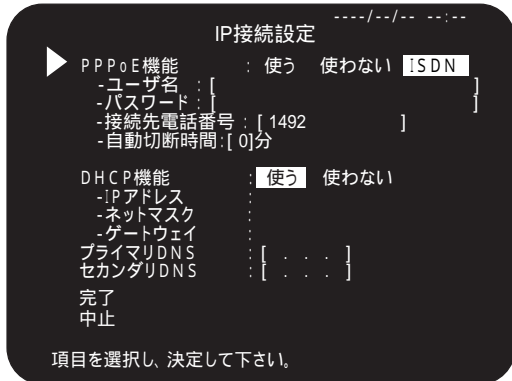 ----/--/-- --:--
IP接続設定
PPPoE機能 : 使う 使わない ISDN
-ユーザ名 : [ ]
-パスワード : [ ]
-接続先電話番号 : [ 1492 ]
-自動切断時間 : [ 0]分
DHCP機能 : 使う 使わない
-IPアドレス :
-ネットマスク :
-ゲートウェイ :
プライマリDNS : [ . . . ]
セカンダリDNS : [ . . . ]
完了
中止
項目を選択し、決定して下さい。